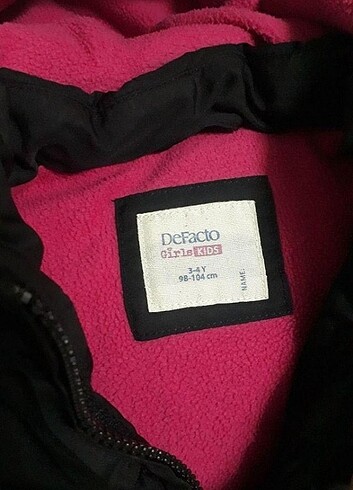 DeFacto
Girls KIDS
3-4 Y
98-104 cm
NAME: